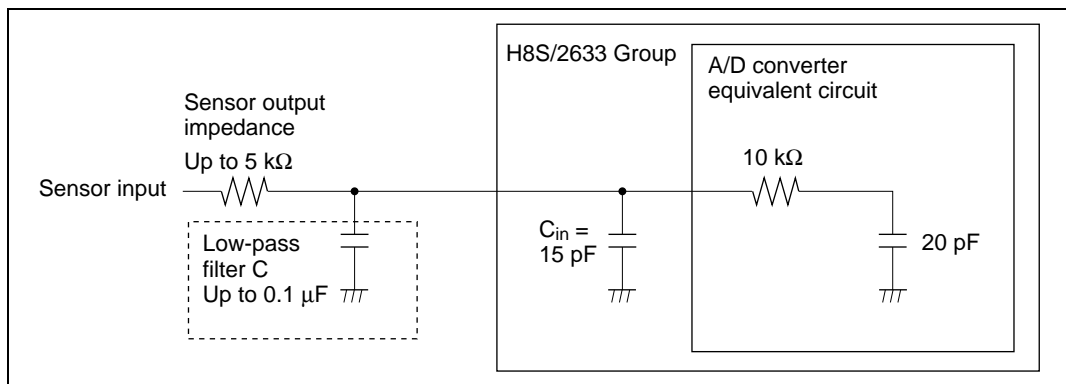 H8S/2633 Group
A/D converter
equivalent circuit
Sensor output
impedance
Up to 5 kΩ
10 kΩ
Sensor input
Low-pass
filter C
Up to 0.1 μF
Cin =
15 pF
20 pF